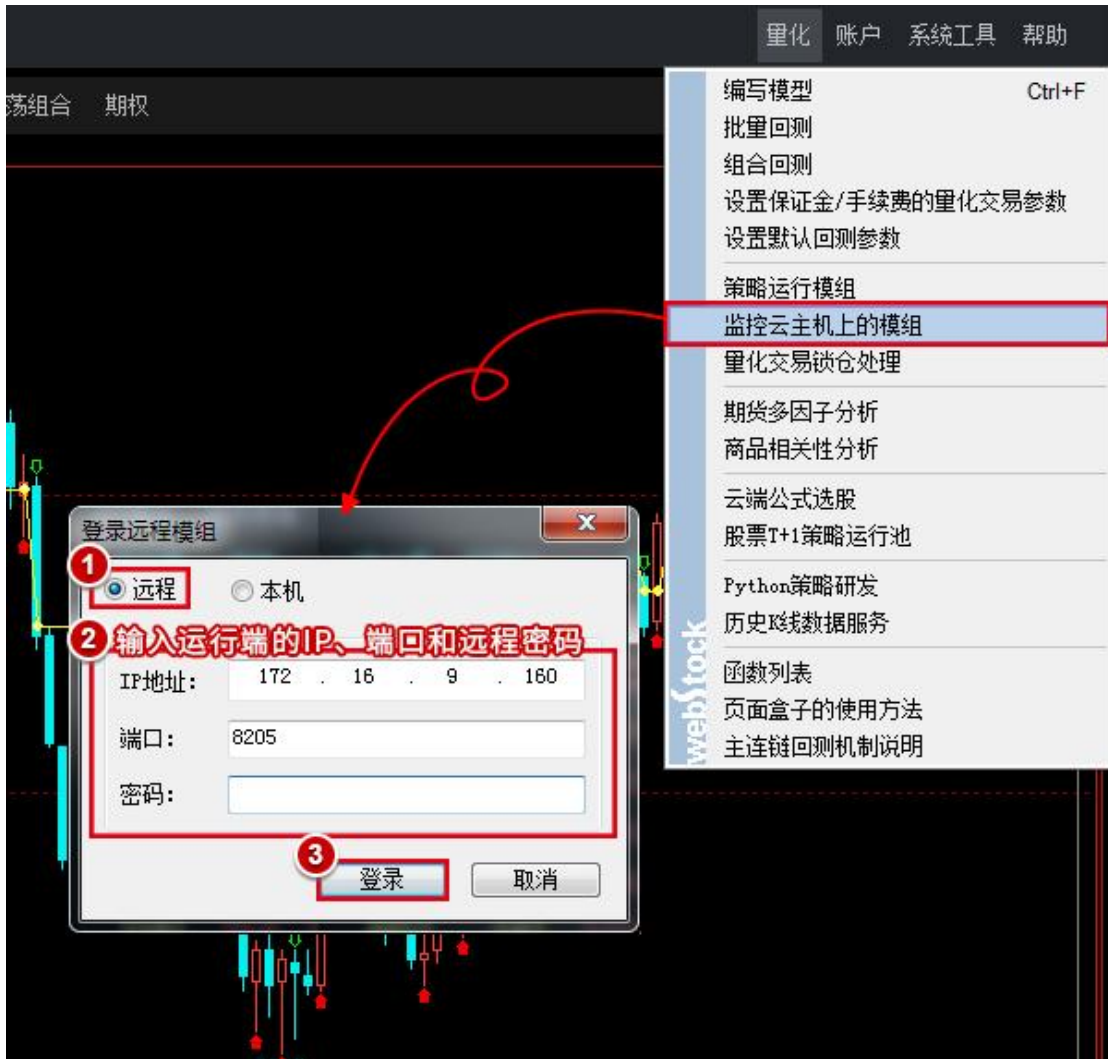 量化 账户 系统工具 帮助
荡组合 期权
编写模型 Ctrl+F
批量回测
组合回测
设置保证金/手续费的量化交易参数
设置默认回测参数
策略运行模组
监控云主机上的模组
量化交易锁仓处理
期货多因子分析
商品相关性分析
云端公式选股
股票T+1策略运行池
Python策略研发
历史K线数据服务
函数列表
页面盒子的使用方法
主连链回测机制说明
webStock
登录远程模组
1
远程 本机
2 输入运行端的IP、端口和远程密码
IP地址: 172 . 16 . 9 . 160
端口: 8205
密码:
3
登录 取消